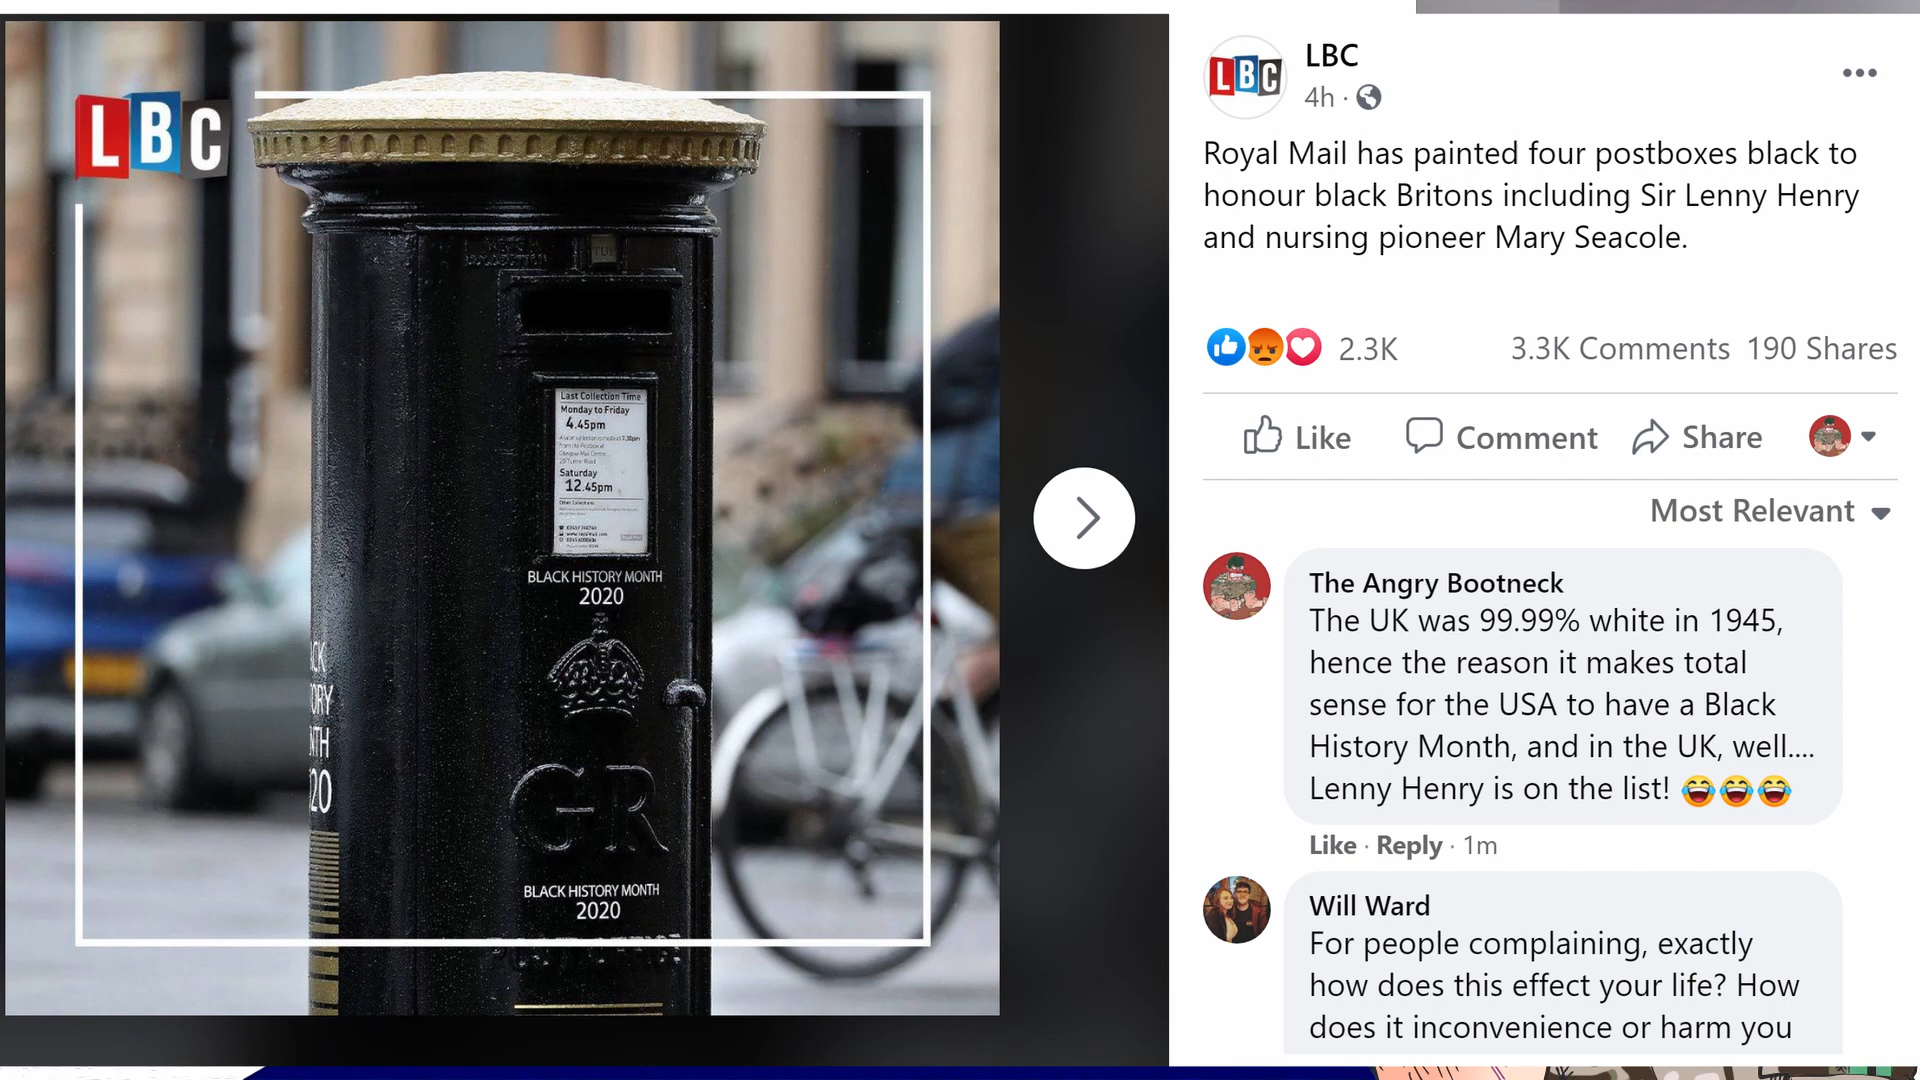 LBC
Last Collection Time
Monday to Friday
4.45pm
Saturday
12.45pm
BLACK HISTORY MONTH
2020
GR
BLACK HISTORY MONTH
2020
LBC
LBC
4h ·
Royal Mail has painted four postboxes black to
honour black Britons including Sir Lenny Henry
and nursing pioneer Mary Seacole.
2.3K 3.3K Comments 190 Shares
Like Comment Share
Most Relevant
The Angry Bootneck
The UK was 99.99% white in 1945,
hence the reason it makes total
sense for the USA to have a Black
History Month, and in the UK, well....
Lenny Henry is on the list! 😂😂😂
Like · Reply · 1m
Will Ward
For people complaining, exactly
how does this effect your life? How
does it inconvenience or harm you